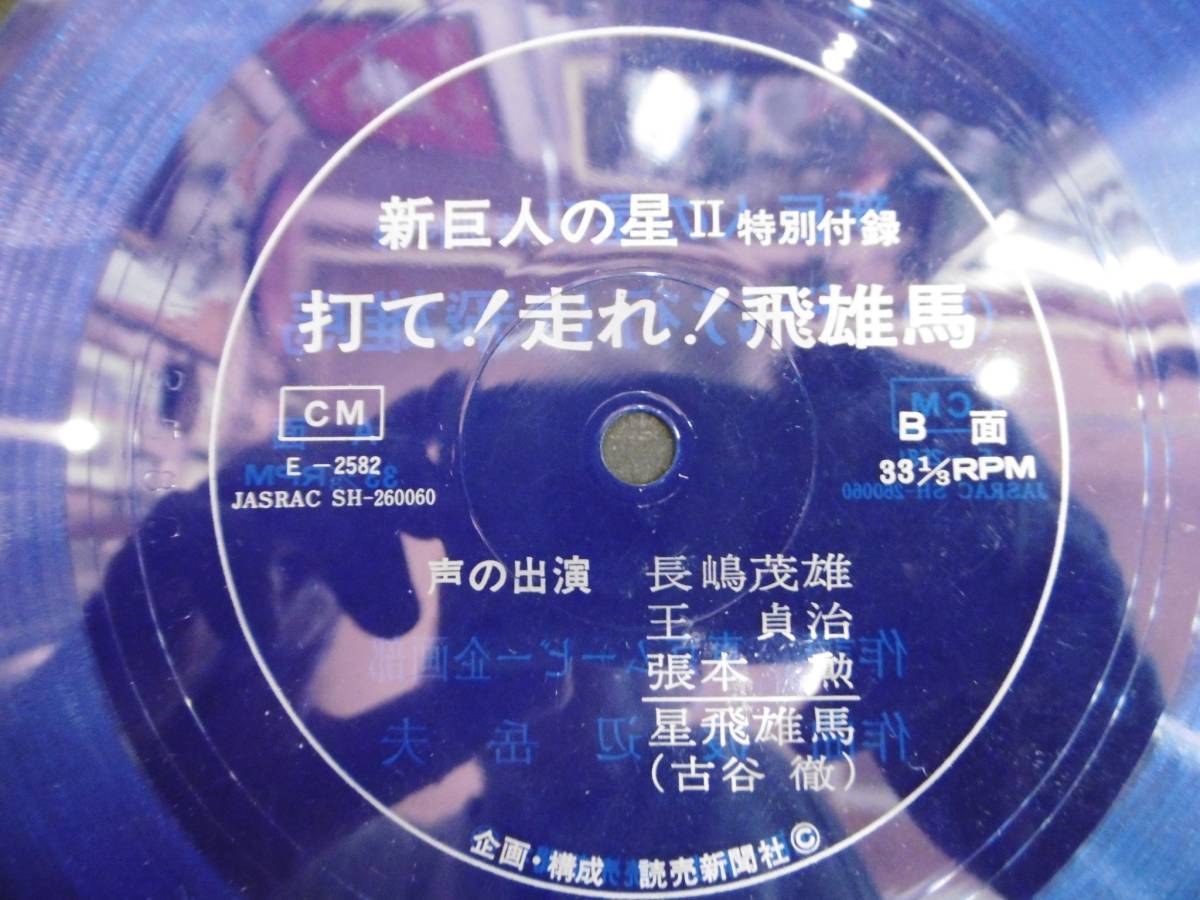 新巨人の星II 特別付録
打て!走れ!飛雄馬
CM
E-2582
JASRAC SH-260060
B 面
33⅓RPM
声の出演 長嶋茂雄
王 貞治
張本 勲
星飛雄馬
(古谷 徹)
企画・構成 読売新聞社©